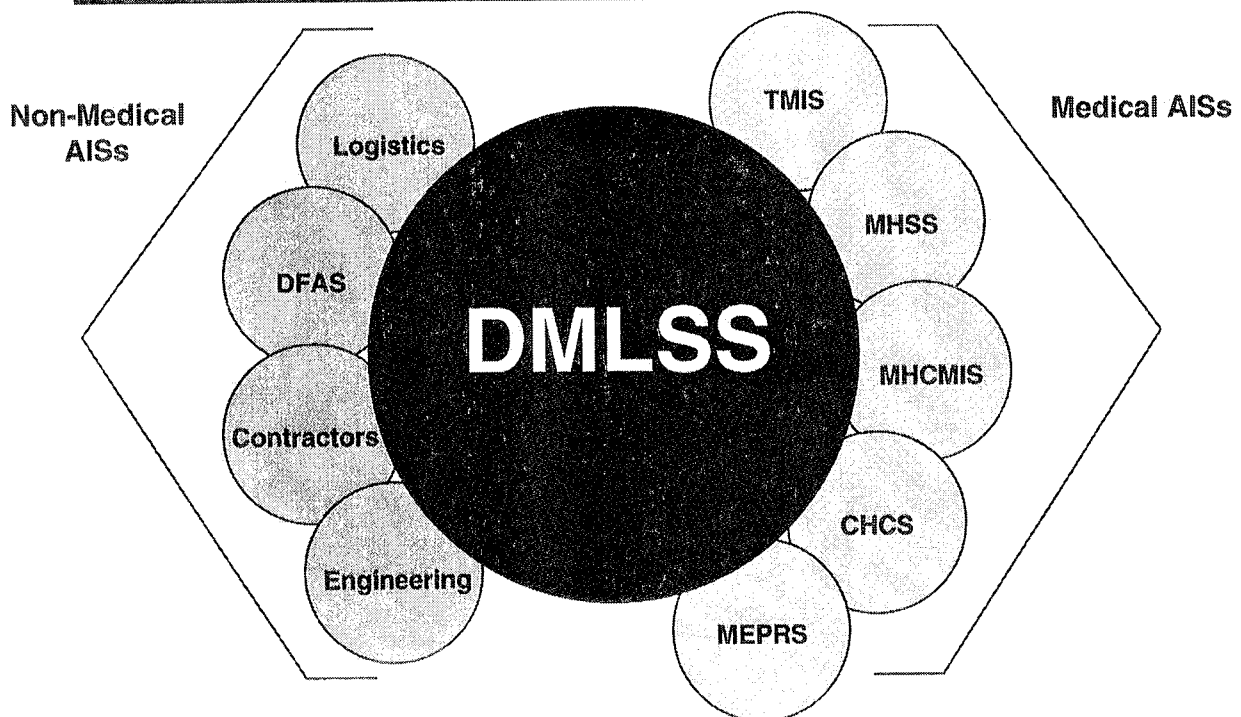 Non-Medical
AISs
Logistics
DFAS
Contractors
Engineering
DMLSS
TMIS
MHSS
MHCMIS
CHCS
MEPRS
Medical AISs